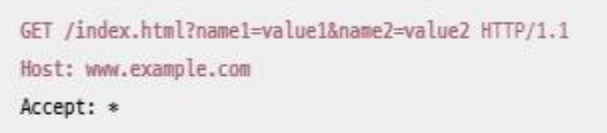 GET /index.html?name1=value1&name2=value2 HTTP/1.1
Host: www.example.com
Accept: *